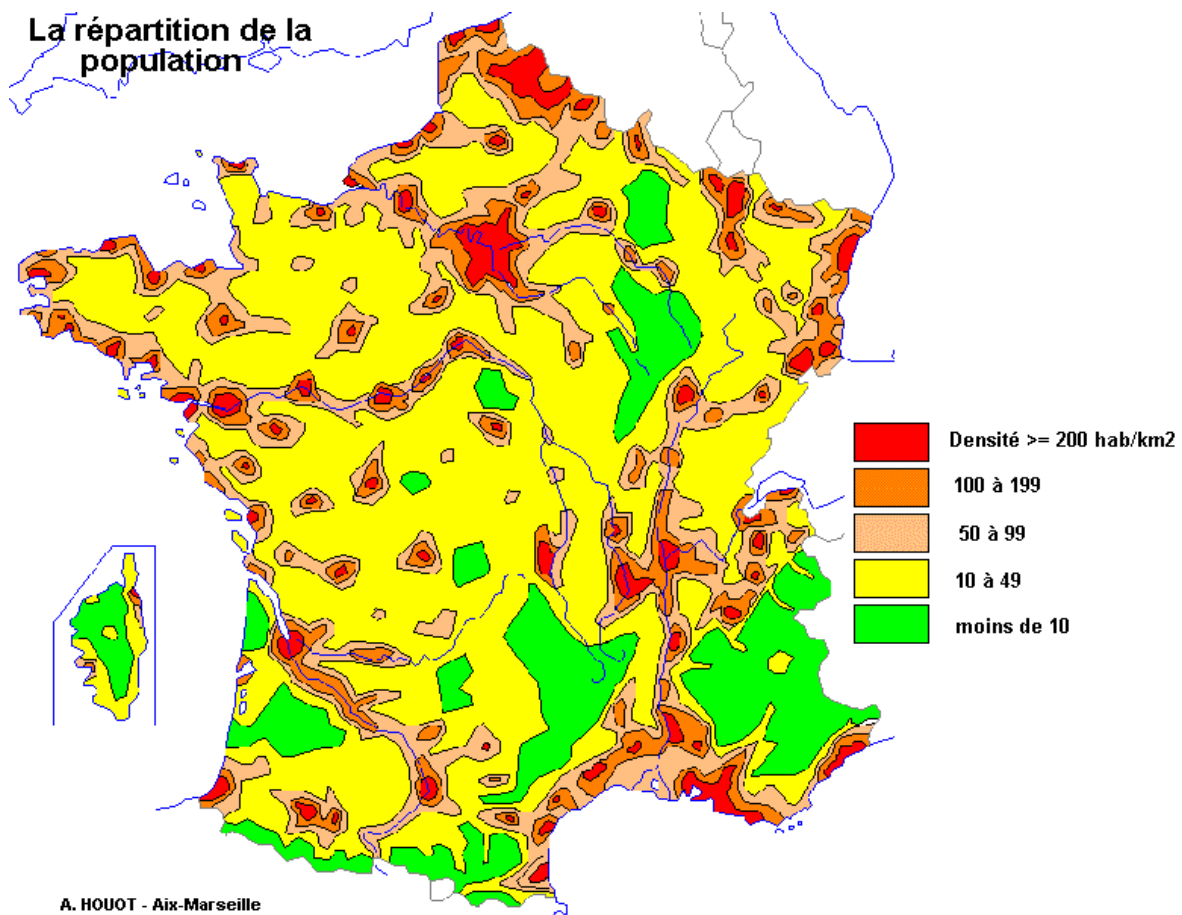 La répartition de la
population
Densité >= 200 hab/km2
100 à 199
50 à 99
10 à 49
moins de 10
A. HOUOT - Aix-Marseille